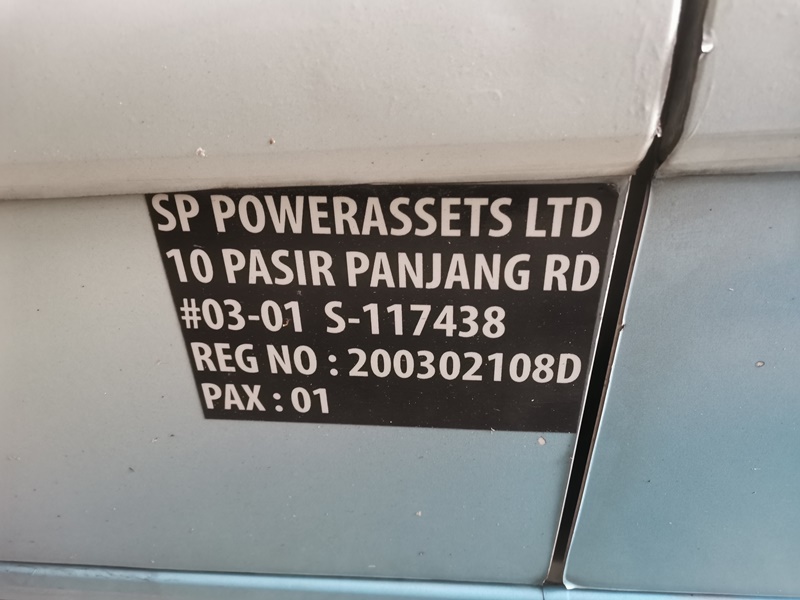 SP POWERASSETS LTD
10 PASIR PANJANG RD
#03-01 S-117438
REG NO : 200302108D
PAX : 01